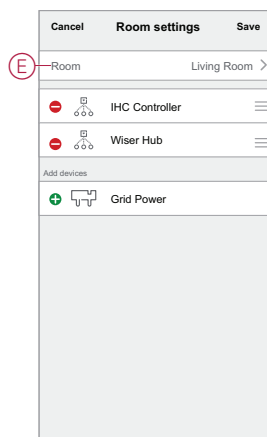 Cancel Room settings Save
E
Room Living Room
IHC Controller
Wiser Hub
Add devices
Grid Power